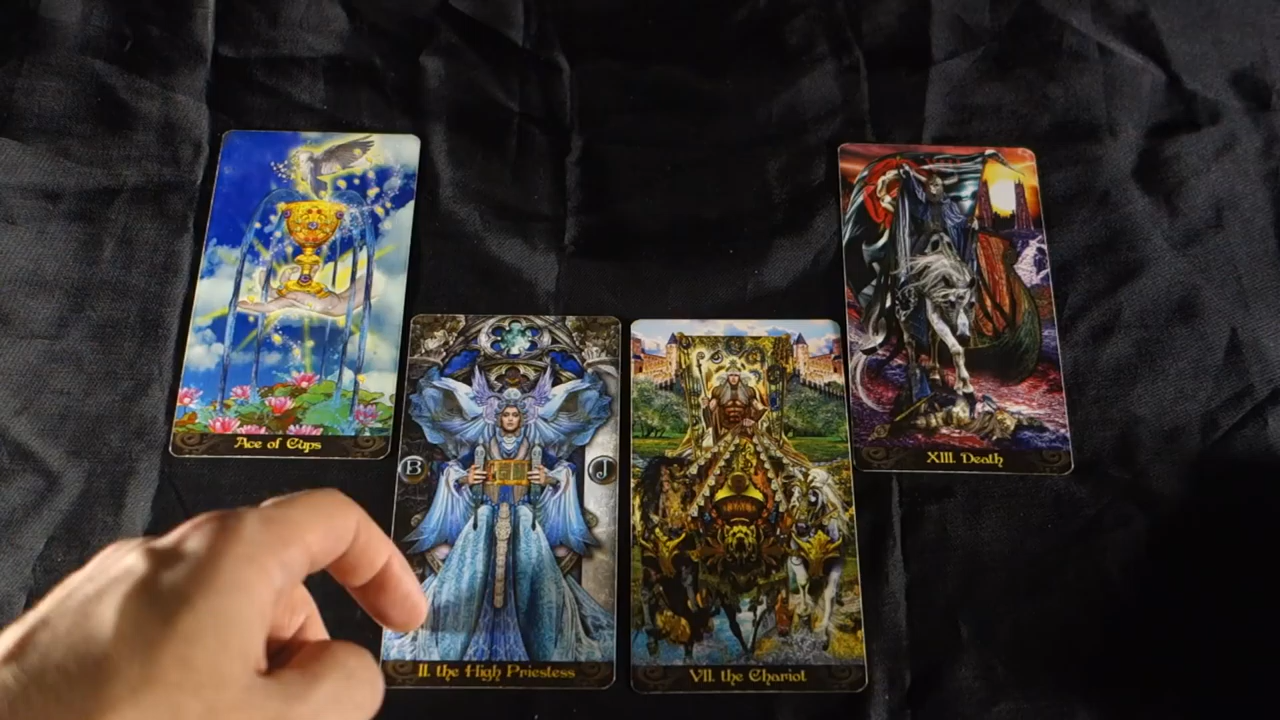 Ace of Cups
B
J
II. the High Priestess
VII. the Chariot
XIII. Death